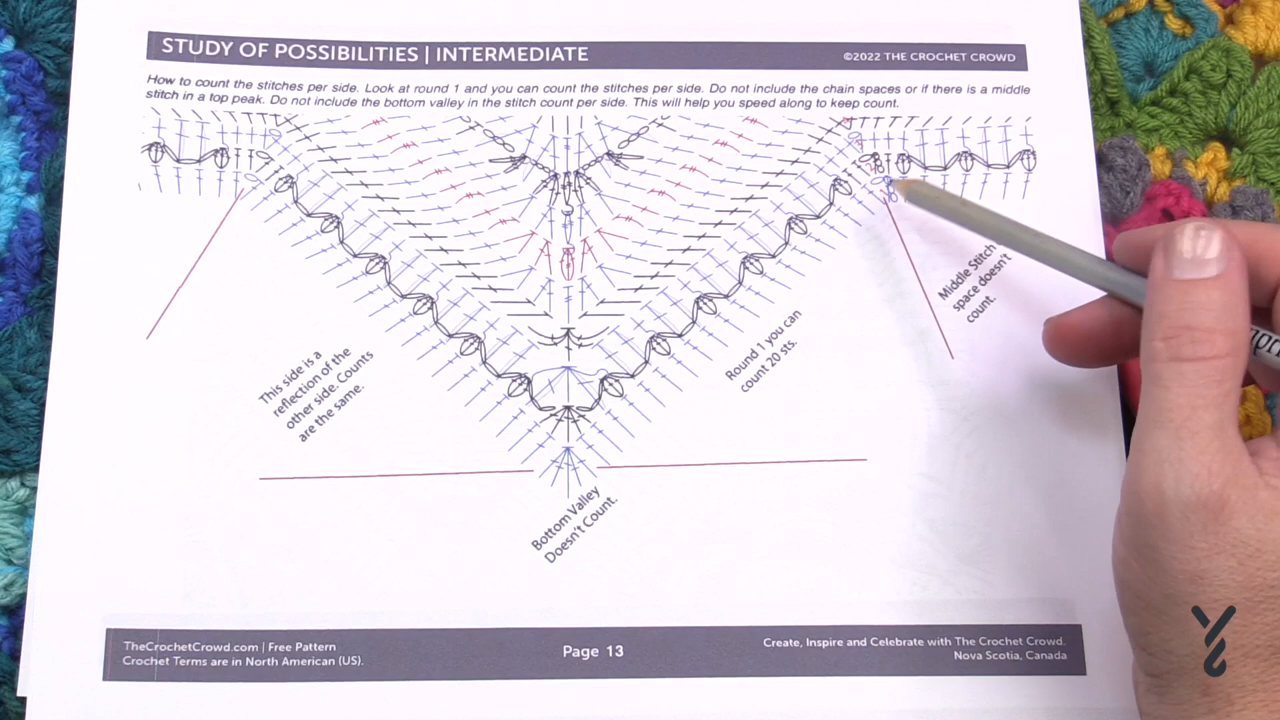 STUDY OF POSSIBILITIES | INTERMEDIATE
©2022 THE CROCHET CROWD
How to count the stitches per side. Look at round 1 and you can count the stitches per side. Do not include the chain spaces or if there is a middle
stitch in a top peak. Do not include the bottom valley in the stitch count per side. This will help you speed along to keep count.
This side is a
reflection of the
other side. Counts
are the same.
Round 1 you can
count 20 sts.
Middle Stitch
space doesn't
count.
Bottom Valley
Doesn't Count.
TheCrochetCrowd.com | Free Pattern
Crochet Terms are in North American (US).
Page 13
Create, Inspire and Celebrate with The Crochet Crowd.
Nova Scotia, Canada